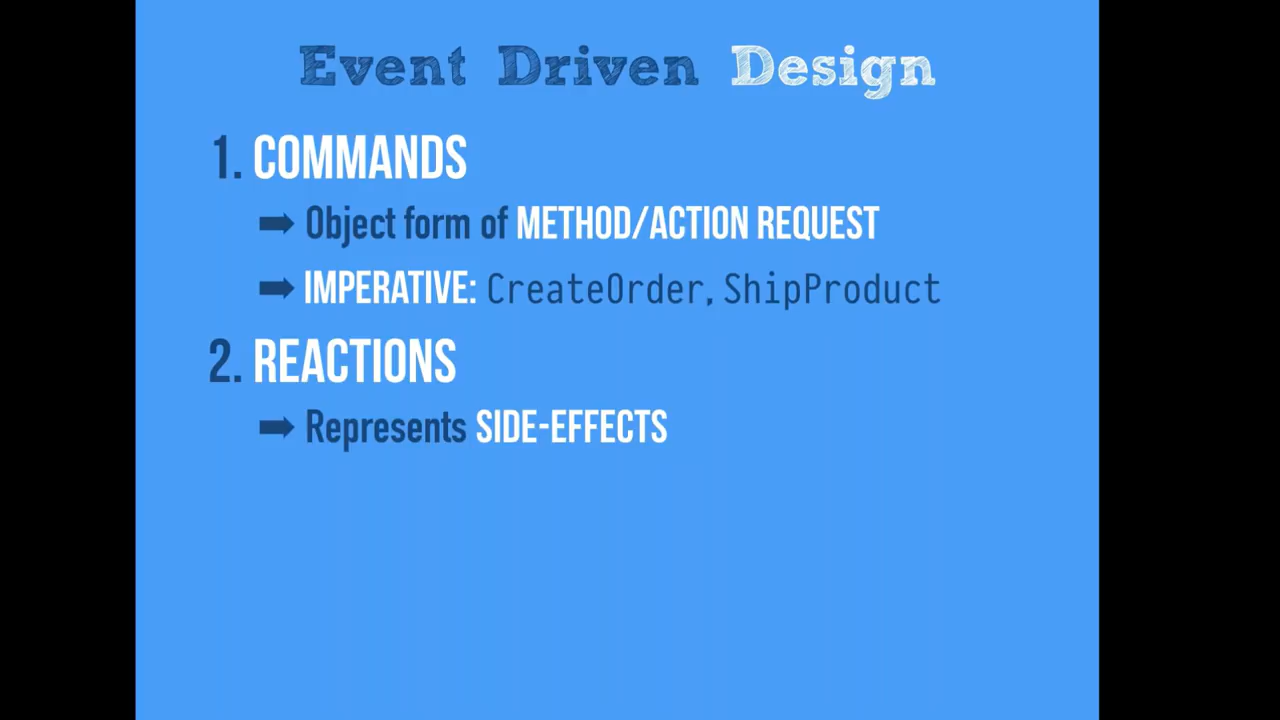 Event Driven Design
1. COMMANDS
➡ Object form of METHOD/ACTION REQUEST
➡ IMPERATIVE: CreateOrder, ShipProduct
2. REACTIONS
➡ Represents SIDE-EFFECTS